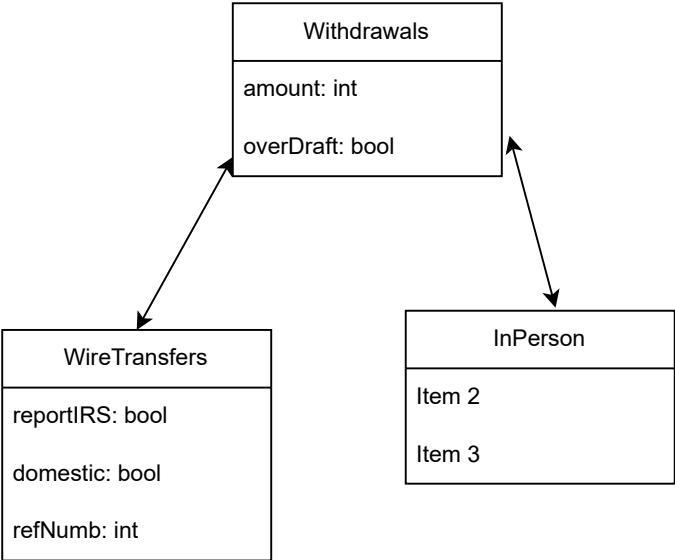 Withdrawals
amount: int
overDraft: bool
WireTransfers
reportIRS: bool
domestic: bool
refNumb: int
InPerson
Item 2
Item 3